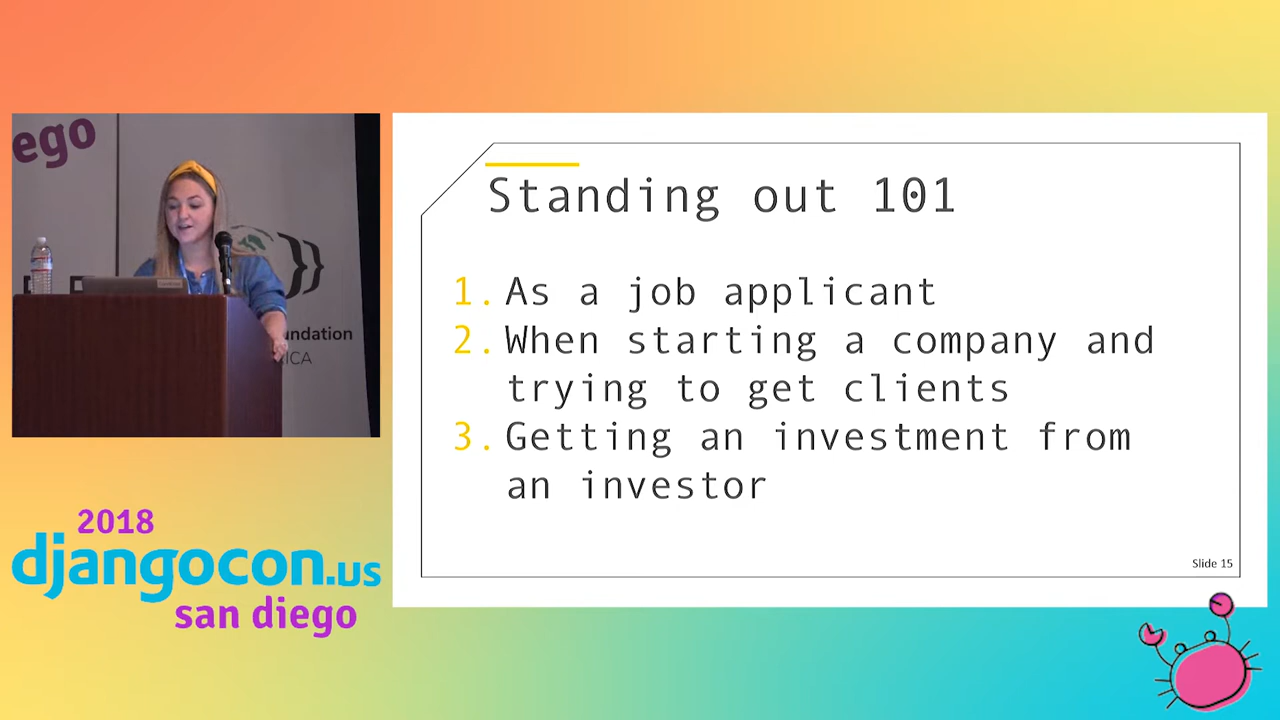 ego
undation
ICA
2018
djangocon.us
san diego
Standing out 101
1. As a job applicant
2. When starting a company and
trying to get clients
3. Getting an investment from
an investor
Slide 15